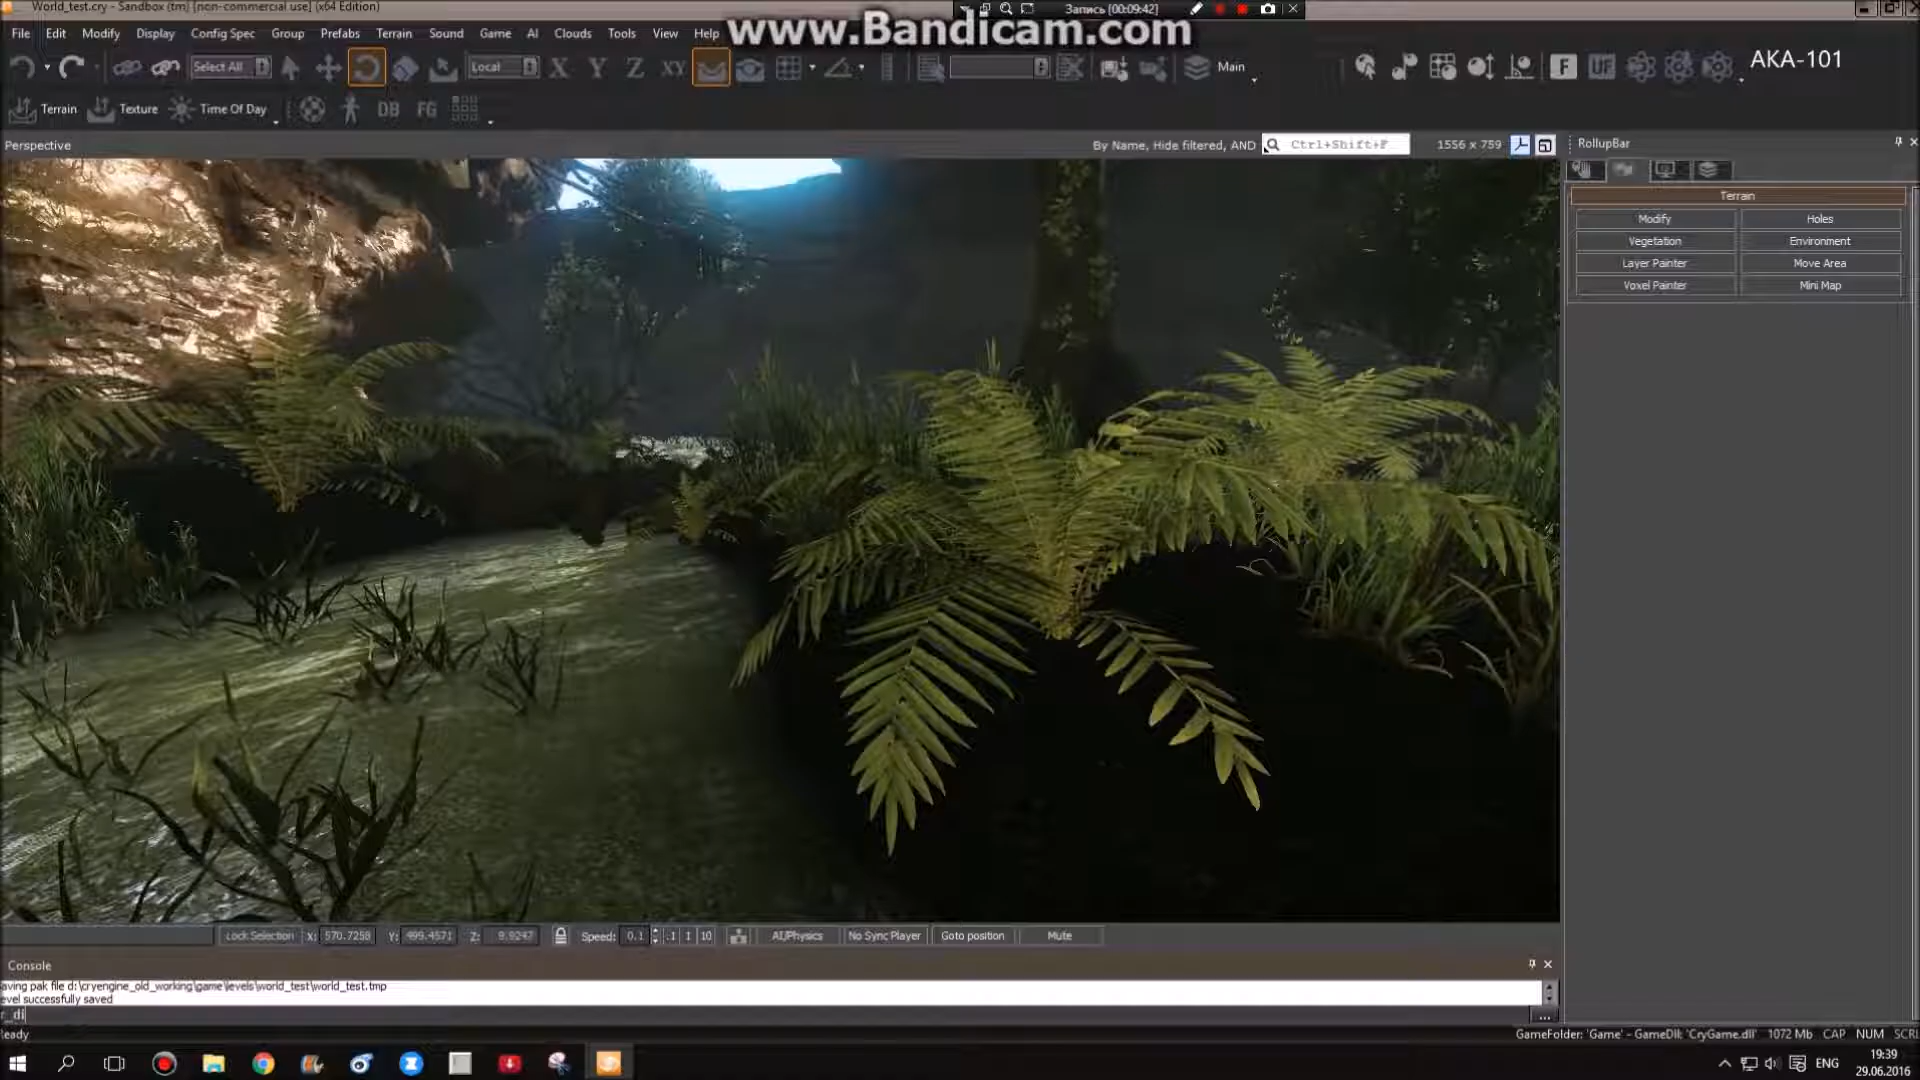 World_test.cry - Sandbox (tm) [non-commercial use] (x64 Edition)
Запись [00:09:42]
www.Bandicam.com
File Edit Modify Display Config Spec Group Prefabs Terrain Sound Game AI Clouds Tools View Help
Select All
Local
X Y Z XY
Main
F UF
AKA-101
Terrain Texture Time Of Day DB FG
Perspective
By Name, Hide filtered, AND
Ctrl+Shift+F
1556 x 759
RollupBar
Terrain
Modify Holes
Vegetation Environment
Layer Painter Move Area
Voxel Painter Mini Map
Lock Selection X: 570.7258 Y: 499.4571 Z: 9.9247 Speed: 0.1 .1 1 10 AI/Physics No Sync Player Goto position Mute
Console
aving pak file d:\cryengine_old_working\game\levels\world_test\world_test.tmp
evel successfully saved
r_di
...
eady
GameFolder: 'Game' - GameDll: 'CryGame.dll' 1072 Mb CAP NUM SCRL
ENG
19:39
29.06.2016